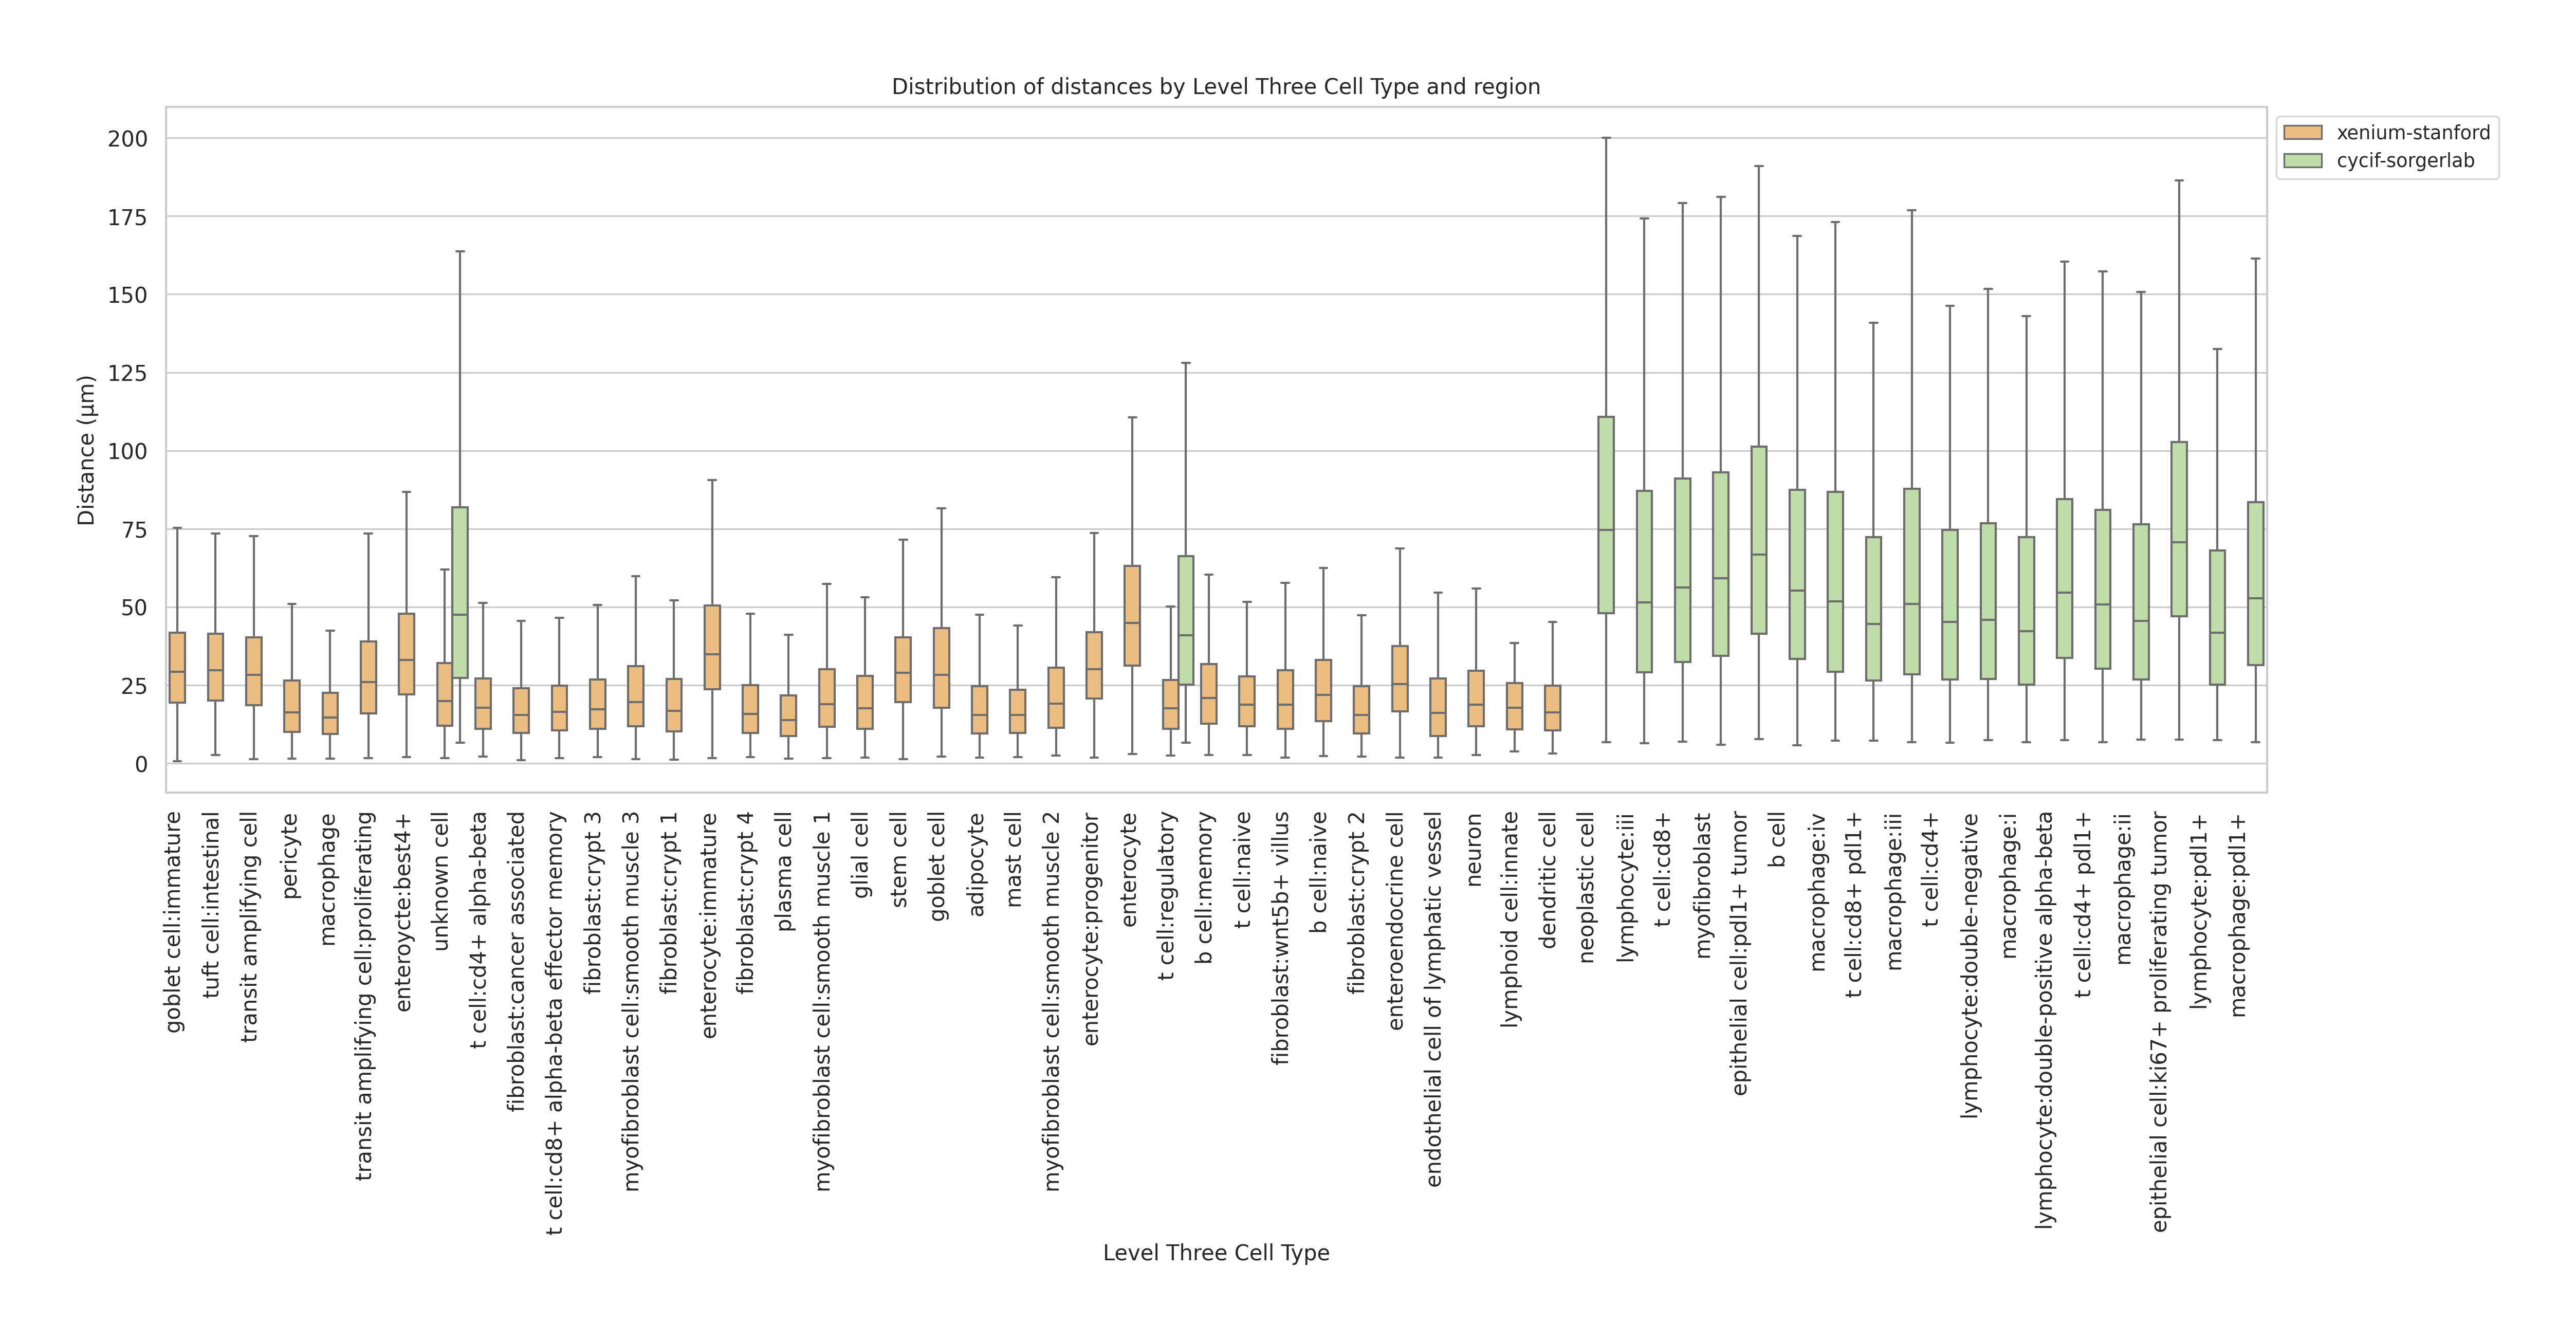 Distribution of distances by Level Three Cell Type and region
xenium-stanford
cycif-sorgerlab
Distance (µm)
200
175
150
125
100
75
50
25
0
goblet cell:immature
tuft cell:intestinal
transit amplifying cell
pericyte
macrophage
transit amplifying cell:proliferating
enteroycte:best4+
unknown cell
t cell:cd4+ alpha-beta
fibroblast:cancer associated
t cell:cd8+ alpha-beta effector memory
fibroblast:crypt 3
myofibroblast cell:smooth muscle 3
fibroblast:crypt 1
enterocyte:immature
fibroblast:crypt 4
plasma cell
myofibroblast cell:smooth muscle 1
glial cell
stem cell
goblet cell
adipocyte
mast cell
myofibroblast cell:smooth muscle 2
enterocyte:progenitor
enterocyte
t cell:regulatory
b cell:memory
t cell:naive
fibroblast:wnt5b+ villus
b cell:naive
fibroblast:crypt 2
enteroendocrine cell
endothelial cell of lymphatic vessel
neuron
lymphoid cell:innate
dendritic cell
neoplastic cell
lymphocyte:iii
t cell:cd8+
myofibroblast
epithelial cell:pdl1+ tumor
b cell
macrophage:iv
t cell:cd8+ pdl1+
macrophage:iii
t cell:cd4+
lymphocyte:double-negative
macrophage:i
lymphocyte:double-positive alpha-beta
t cell:cd4+ pdl1+
macrophage:ii
epithelial cell:ki67+ proliferating tumor
lymphocyte:pdl1+
macrophage:pdl1+
Level Three Cell Type